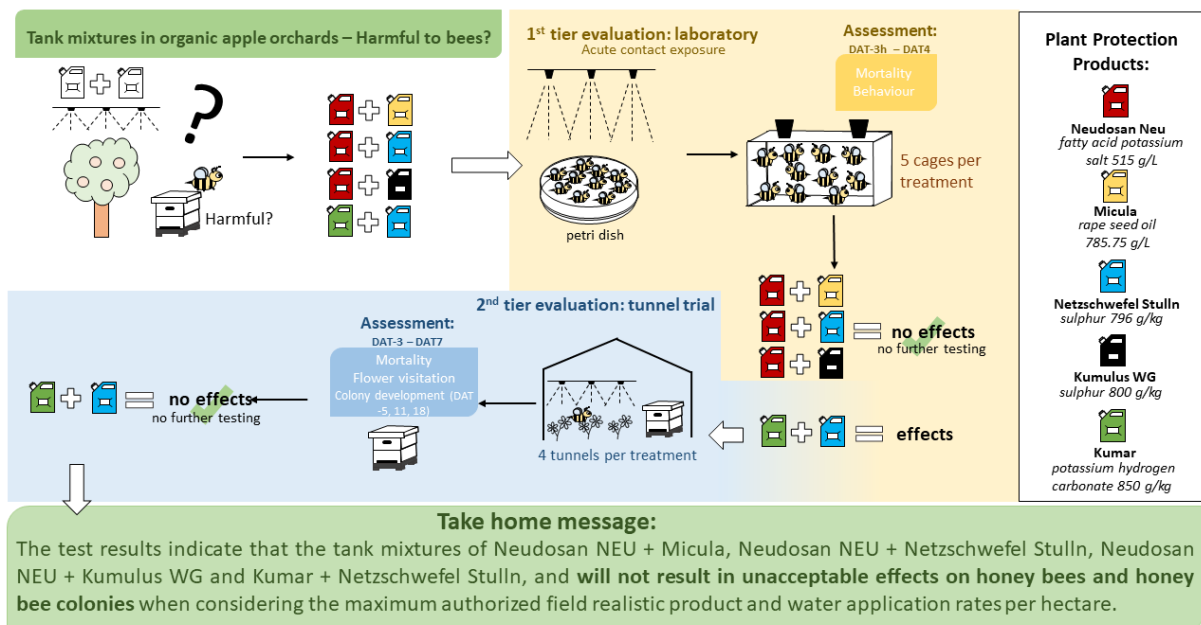 Tank mixtures in organic apple orchards – Harmful to bees?
?
Harmful?
1st tier evaluation: laboratory
Acute contact exposure
petri dish
Assessment:
DAT-3h – DAT4
Mortality
Behaviour
5 cages per
treatment
no effects
no further testing
effects
2nd tier evaluation: tunnel trial
4 tunnels per treatment
Assessment:
DAT-3 – DAT7
Mortality
Flower visitation
Colony development (DAT
-5, 11, 18)
no effects
no further testing
Plant Protection
Products:
Neudosan Neu
fatty acid potassium
salt 515 g/L
Micula
rape seed oil
785.75 g/L
Netzschwefel Stulln
sulphur 796 g/kg
Kumulus WG
sulphur 800 g/kg
Kumar
potassium hydrogen
carbonate 850 g/kg
Take home message:
The test results indicate that the tank mixtures of Neudosan NEU + Micula, Neudosan NEU + Netzschwefel Stulln, Neudosan
NEU + Kumulus WG and Kumar + Netzschwefel Stulln, and will not result in unacceptable effects on honey bees and honey
bee colonies when considering the maximum authorized field realistic product and water application rates per hectare.